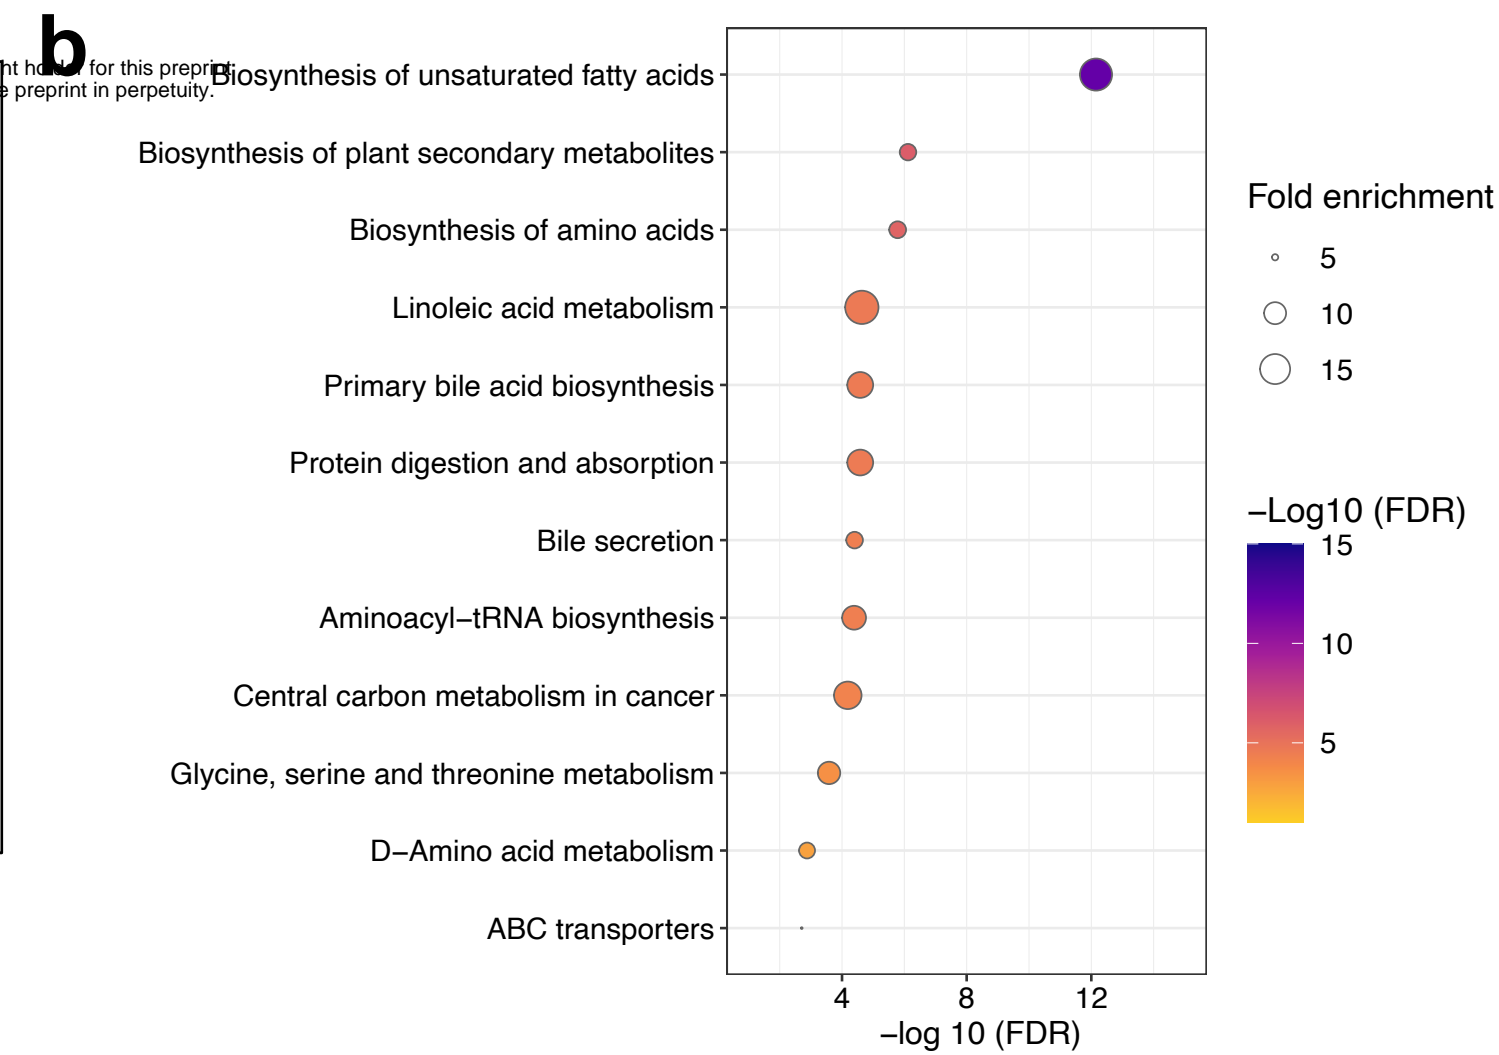 b
nt holder for this preprint
e preprint in perpetuity.
Biosynthesis of unsaturated fatty acids
Biosynthesis of plant secondary metabolites
Biosynthesis of amino acids
Linoleic acid metabolism
Primary bile acid biosynthesis
Protein digestion and absorption
Bile secretion
Aminoacyl−tRNA biosynthesis
Central carbon metabolism in cancer
Glycine, serine and threonine metabolism
D−Amino acid metabolism
ABC transporters
4 8 12
−log 10 (FDR)
Fold enrichment
5
10
15
−Log10 (FDR)
15
10
5